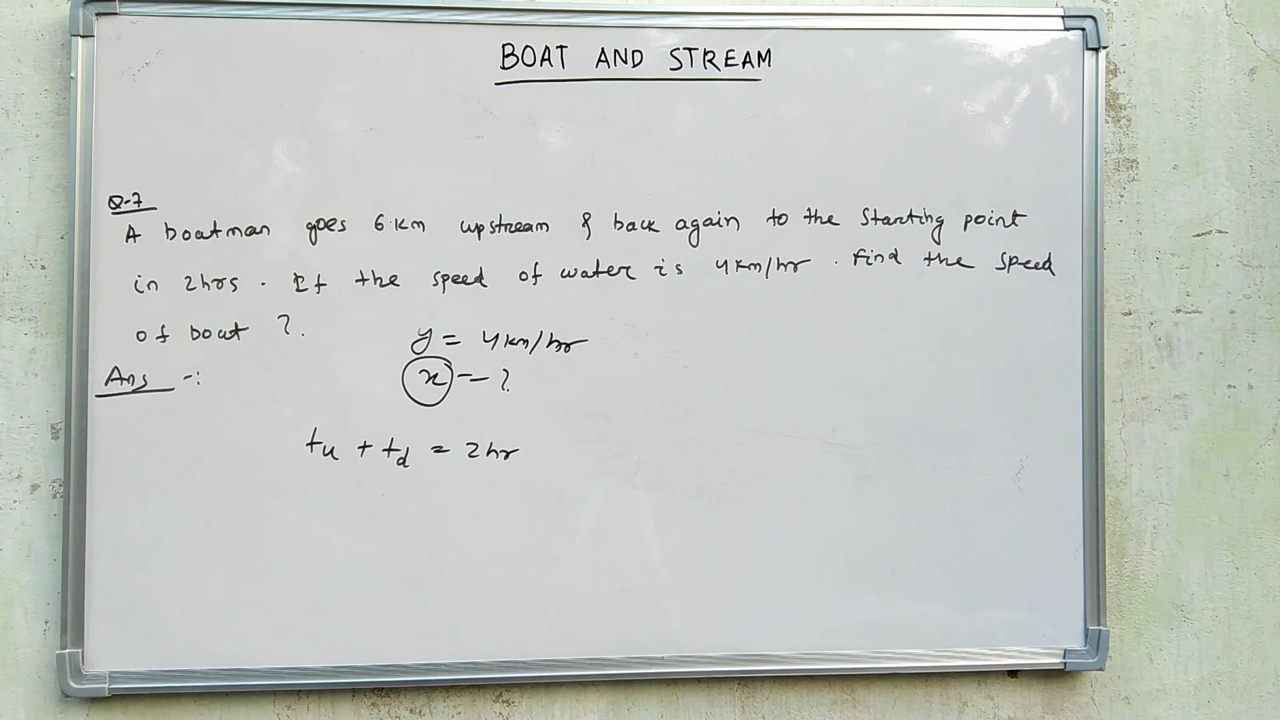 BOAT AND STREAM
Q-7
A boatman goes 6 km upstream & back again to the starting point
in 2hrs. If the speed of water is 4km/hr. Find the speed
of boat ?.
y = 4km/hr
Ans -:
x = ?
tu + td = 2hr